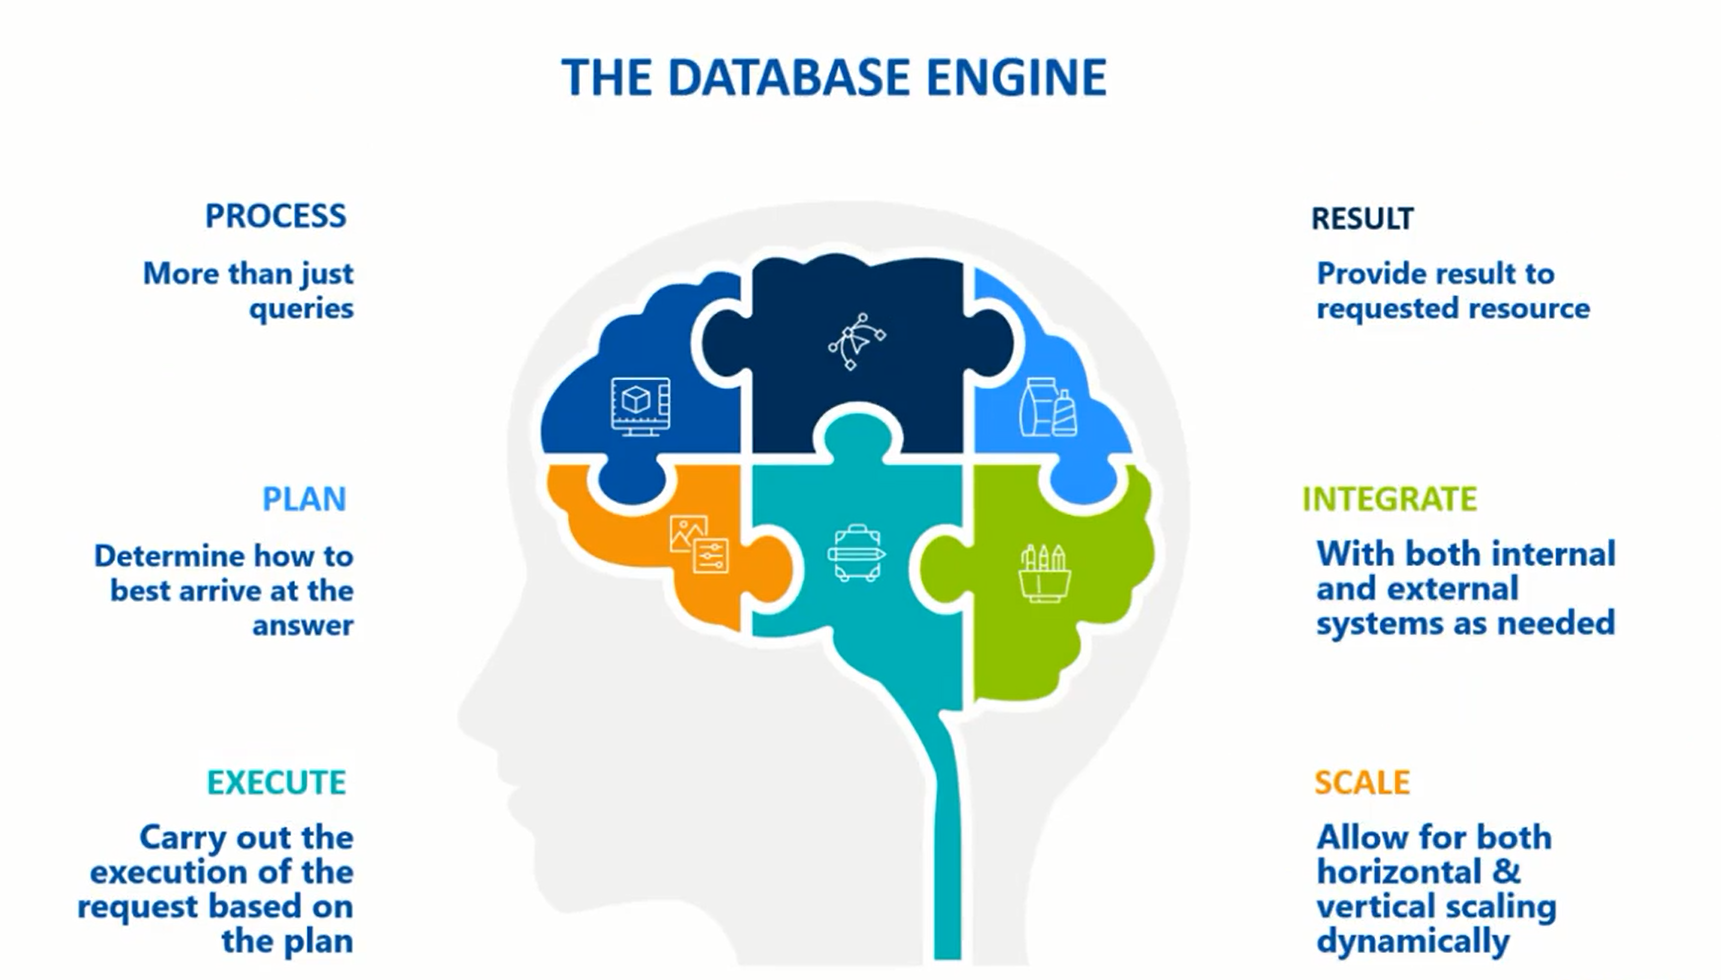 THE DATABASE ENGINE
PROCESS
More than just
queries
PLAN
Determine how to
best arrive at the
answer
EXECUTE
Carry out the
execution of the
request based on
the plan
RESULT
Provide result to
requested resource
INTEGRATE
With both internal
and external
systems as needed
SCALE
Allow for both
horizontal &
vertical scaling
dynamically